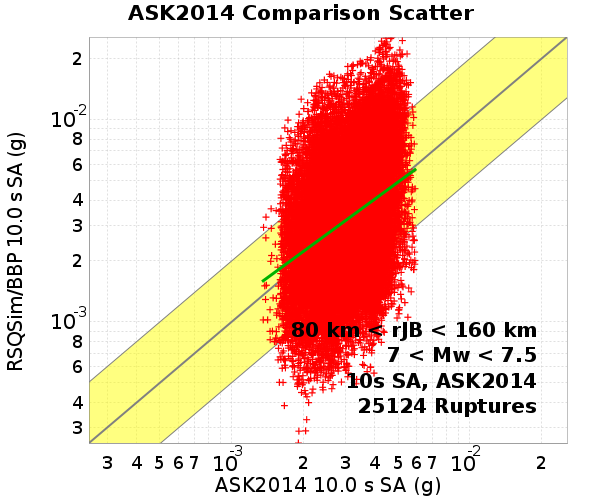 ASK2014 Comparison Scatter
RSQSim/BBP 10.0 s SA (g)
2
10-2
8
6
4
3
2
10-3
8
6
4
3
80 km < rJB < 160 km
7 < Mw < 7.5
10s SA, ASK2014
25124 Ruptures
3 4 5 6 7 10-3 2 3 4 5 6 7 10-2 2
ASK2014 10.0 s SA (g)